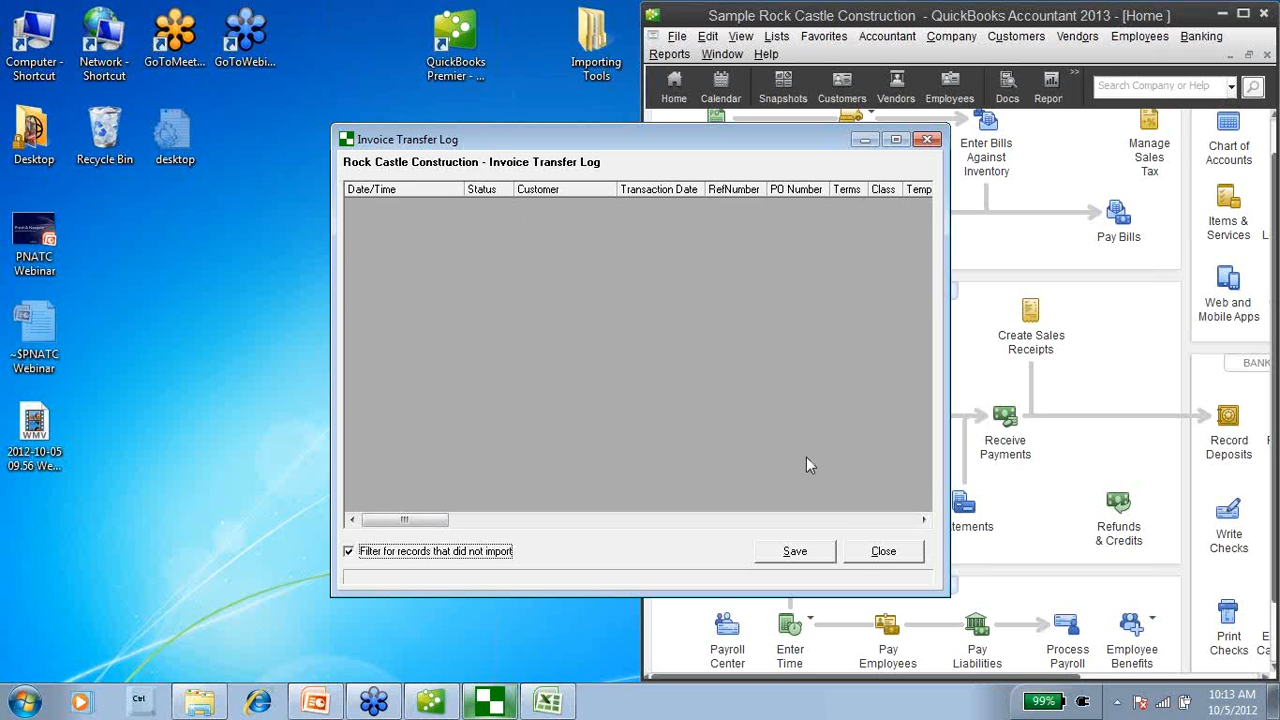 Computer -
Shortcut
Network -
Shortcut
GoToMeet...
GoToWebi...
QuickBooks
Premier - ...
Importing
Tools
Desktop
Recycle Bin
desktop
PNATC
Webinar
~$PNATC
Webinar
WMV
2012-10-05
09.56 We...
Sample Rock Castle Construction - QuickBooks Accountant 2013 - [Home ]
File Edit View Lists Favorites Accountant Company Customers Vendors Employees Banking
Reports Window Help
Home Calendar Snapshots Customers Vendors Employees Docs Report
Search Company or Help
Enter Bills
Against
Inventory
Manage
Sales
Tax
Chart of
Accounts
Pay Bills
Items &
Services
Web and
Mobile Apps
Create Sales
Receipts
BANK
Receive
Payments
Record
Deposits
tements
Refunds
& Credits
Write
Checks
Payroll
Center
Enter
Time
Pay
Employees
Pay
Liabilities
Process
Payroll
Employee
Benefits
Print
Checks
Invoice Transfer Log
Rock Castle Construction - Invoice Transfer Log
Date/Time Status Customer Transaction Date RefNumber PO Number Terms Class Temp
Filter for records that did not import
Save Close
Ctrl
99%
10:13 AM
10/5/2012